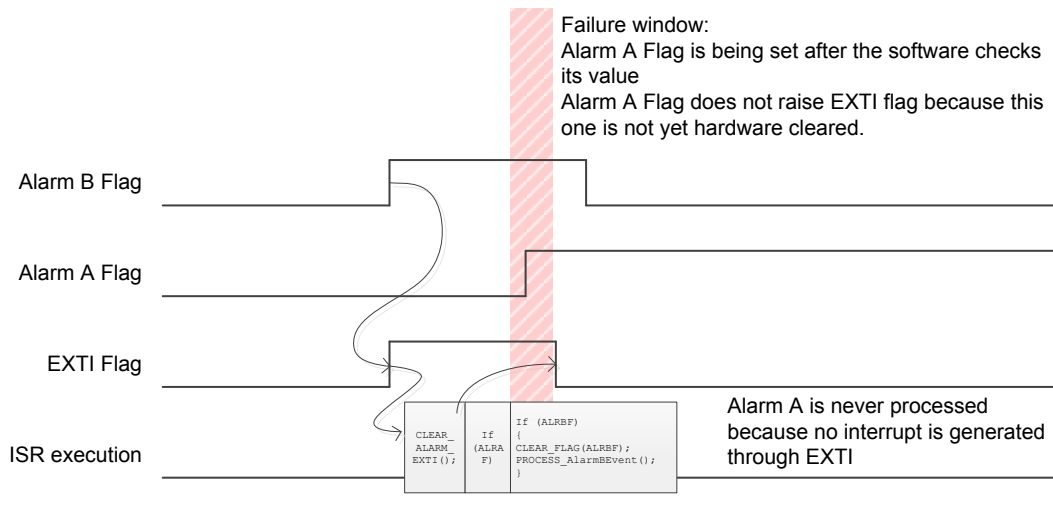 Failure window:
Alarm A Flag is being set after the software checks
its value
Alarm A Flag does not raise EXTI flag because this
one is not yet hardware cleared.
Alarm B Flag
Alarm A Flag
EXTI Flag
ISR execution
CLEAR_
ALARM_
EXTI();
If
(ALRA
F)
If (ALRBF)
{
CLEAR_FLAG(ALRBF);
PROCESS_AlarmBEvent();
}
Alarm A is never processed
because no interrupt is generated
through EXTI